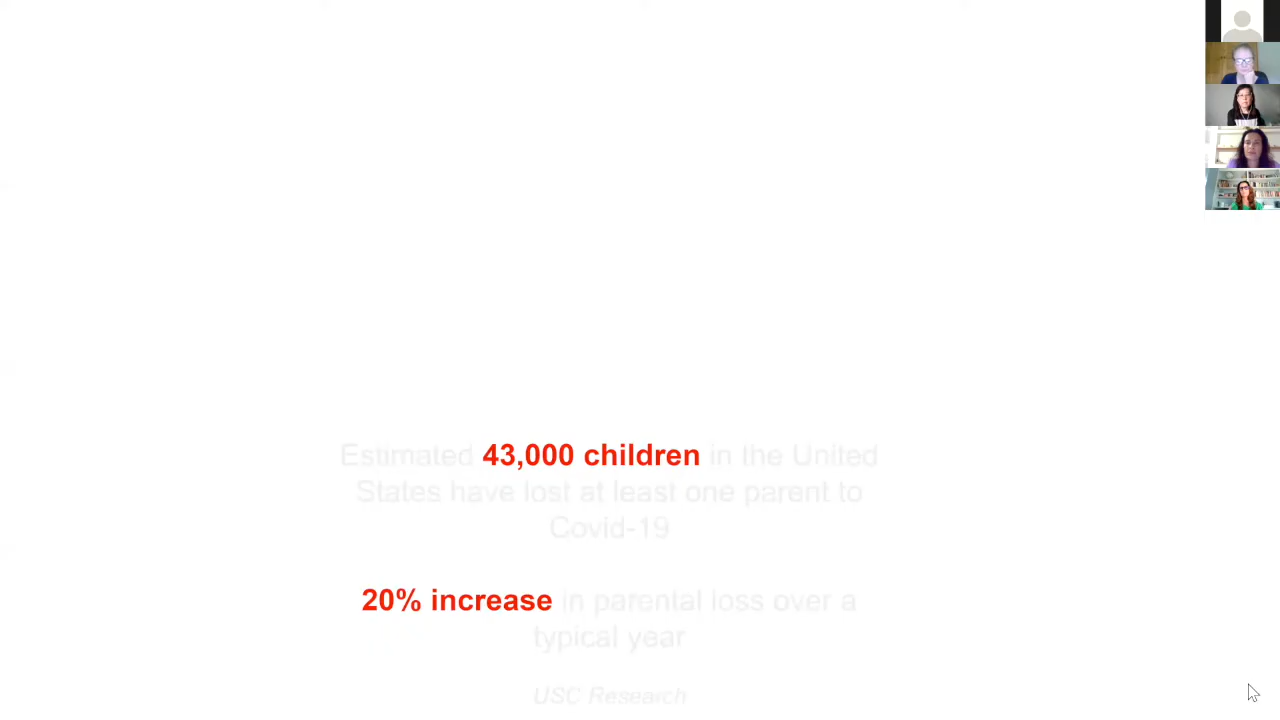 Estimated 43,000 children in the United
States have lost at least one parent to
Covid-19
20% increase in parental loss over a
typical year
USC Research